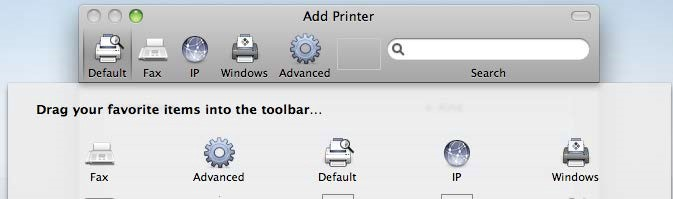 Add Printer
Default Fax IP Windows Advanced Search
Drag your favorite items into the toolbar...
Fax Advanced Default IP Windows